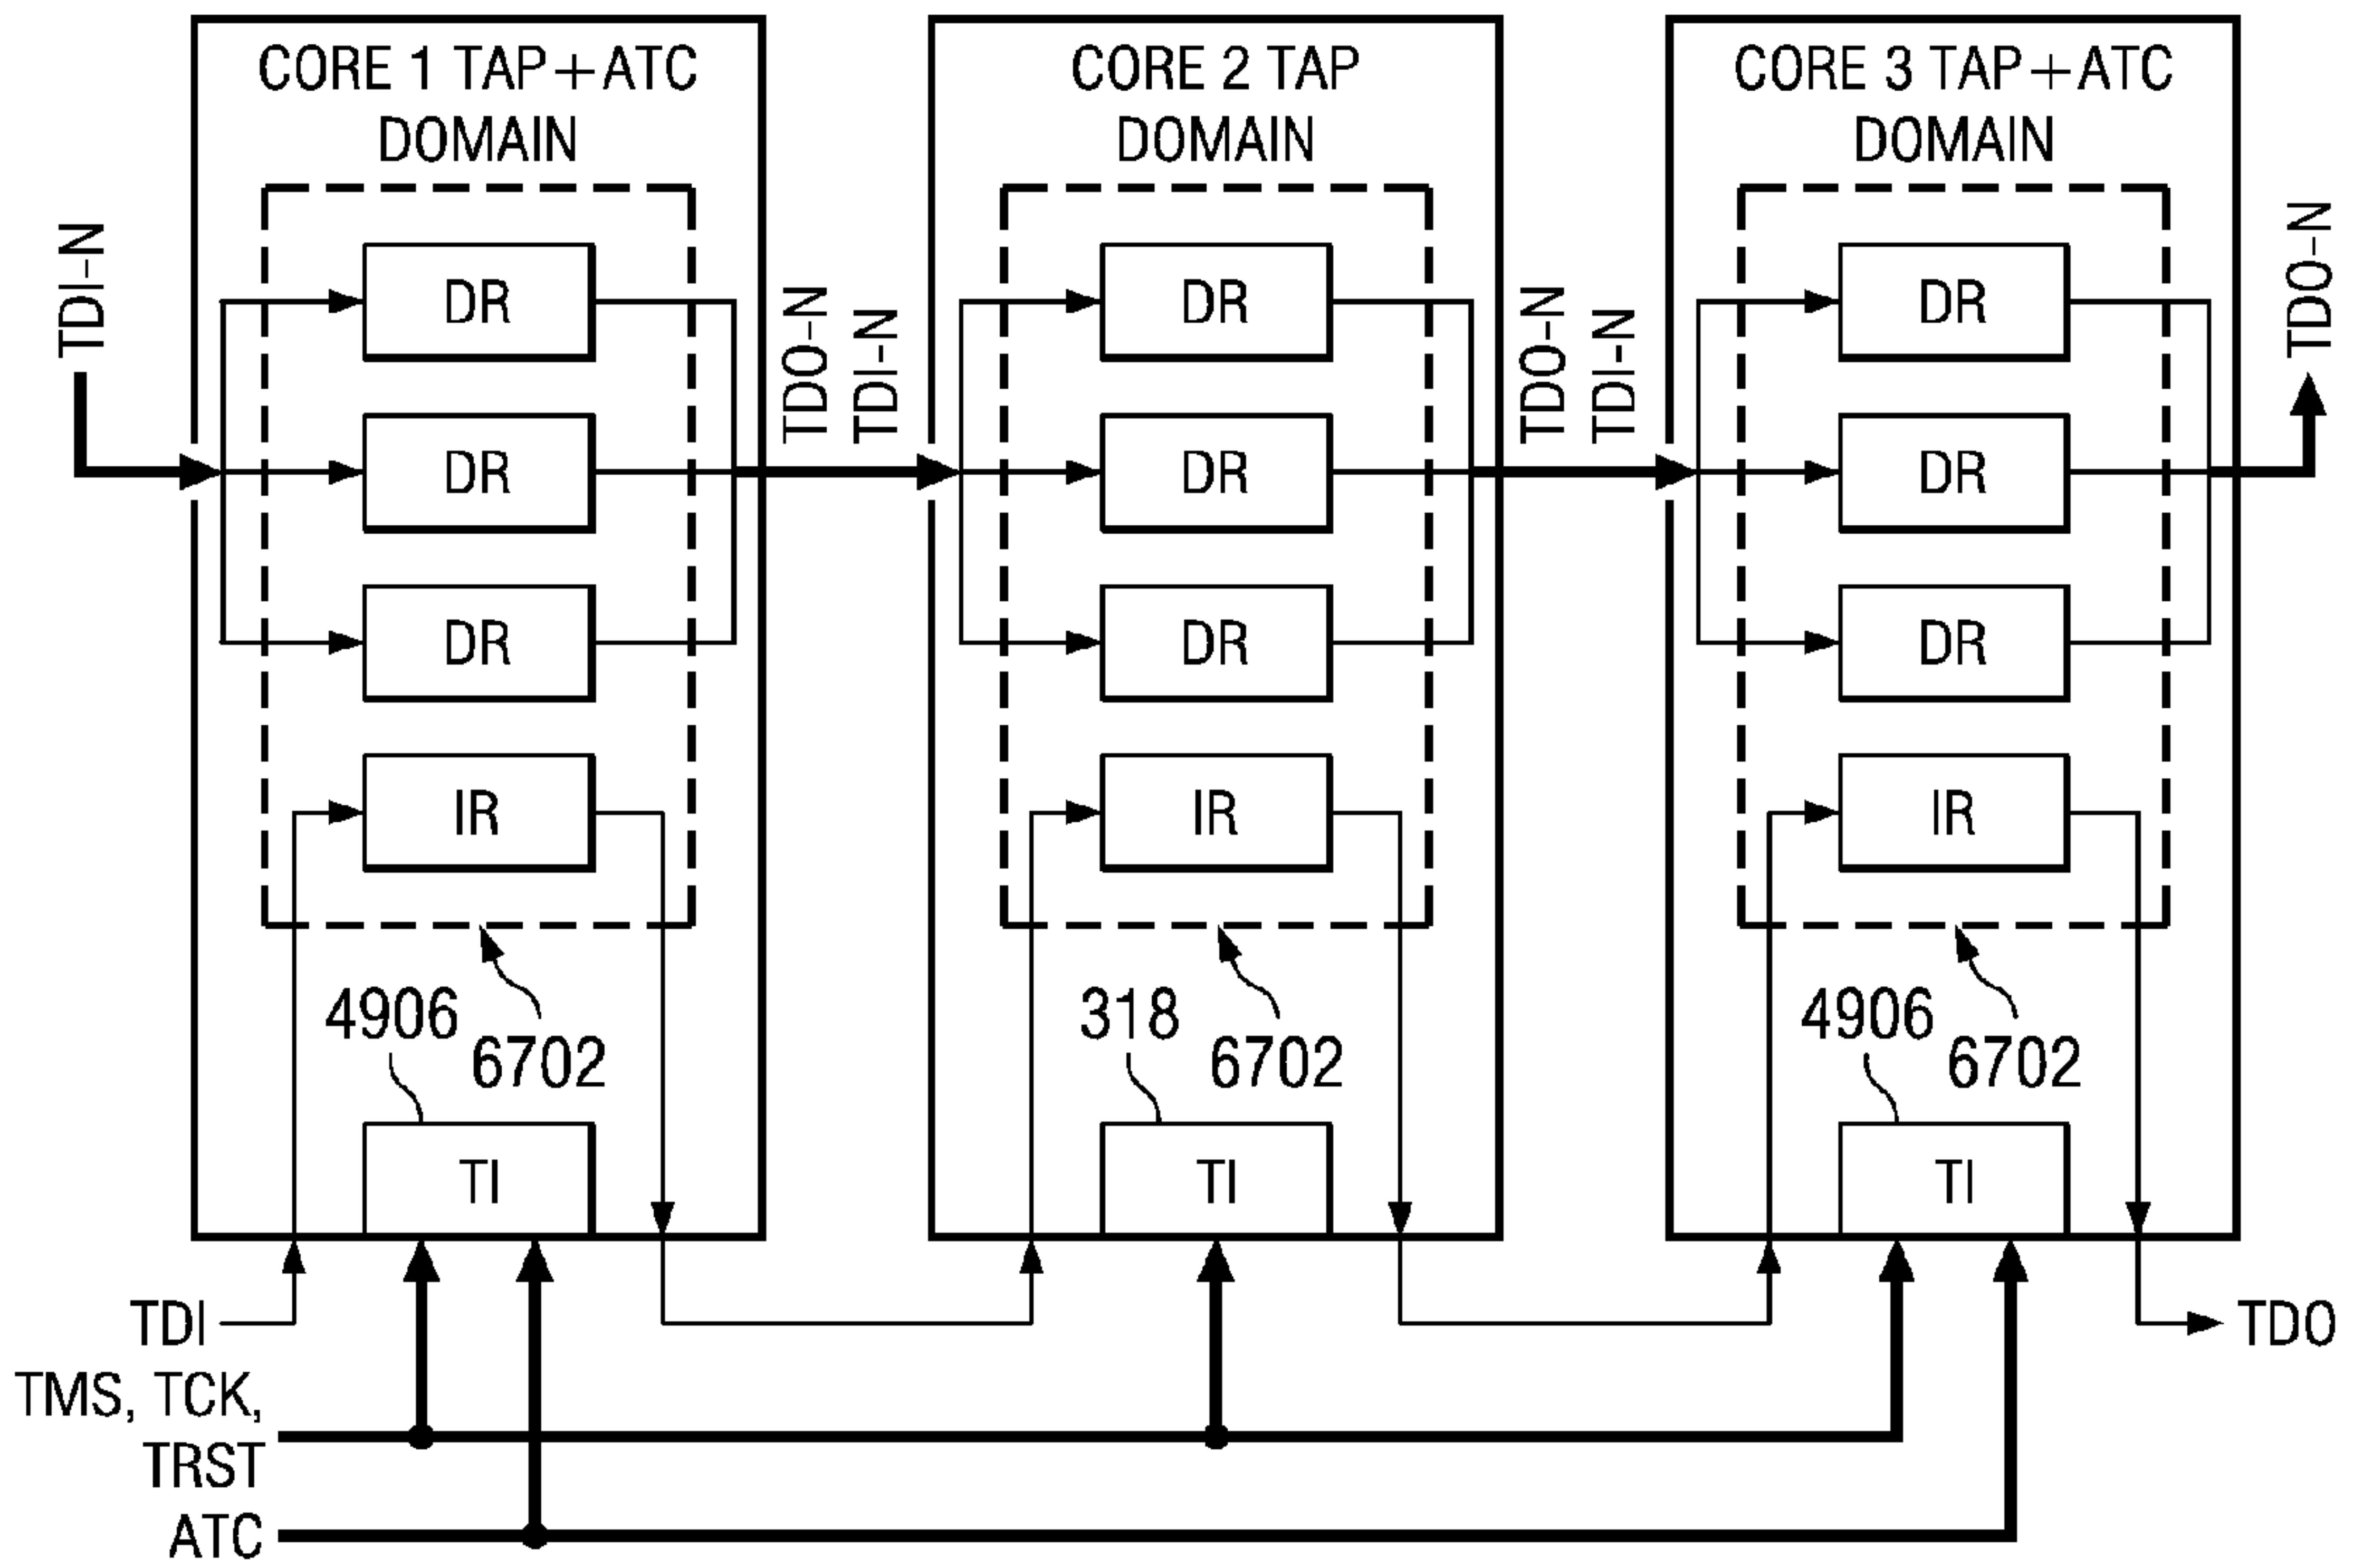 CORE 1 TAP+ATC
DOMAIN
CORE 2 TAP
DOMAIN
CORE 3 TAP+ATC
DOMAIN
TDI-N
DR
DR
DR
IR
TDO-N
TDI-N
DR
DR
DR
IR
TDO-N
TDI-N
DR
DR
DR
IR
TDO-N
4906
6702
318
6702
4906
6702
TI
TI
TI
TDI
TDO
TMS, TCK,
TRST
ATC